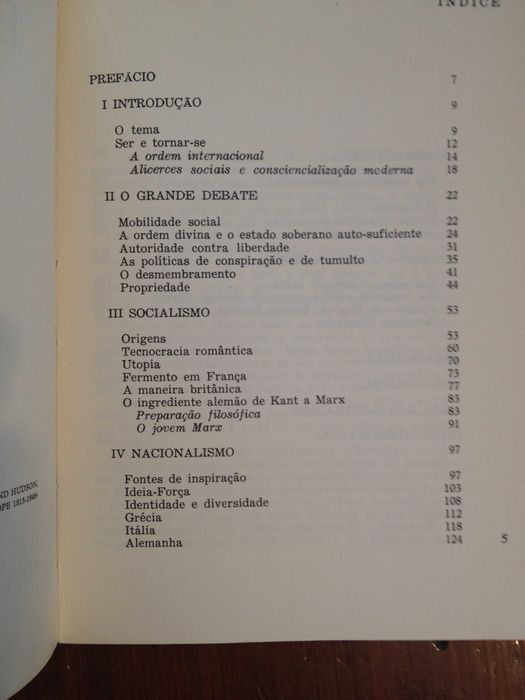 INDICE
PREFÁCIO 7
I INTRODUÇÃO 9
O tema 9
Ser e tornar-se 12
A ordem internacional 14
Alicerces sociais e consciencialização moderna 18
II O GRANDE DEBATE 22
Mobilidade social 22
A ordem divina e o estado soberano auto-suficiente 24
Autoridade contra liberdade 31
As políticas de conspiração e de tumulto 35
O desmembramento 41
Propriedade 44
III SOCIALISMO 53
Origens 53
Tecnocracia romântica 60
Utopia 70
Fermento em França 73
A maneira britânica 77
O ingrediente alemão de Kant a Marx 83
Preparação filosófica 83
O jovem Marx 91
IV NACIONALISMO 97
Fontes de inspiração 97
Ideia-Força 103
Identidade e diversidade 108
Grécia 112
Itália 118
Alemanha 124
5
ND HUDSON,
OPE 1815-1848»